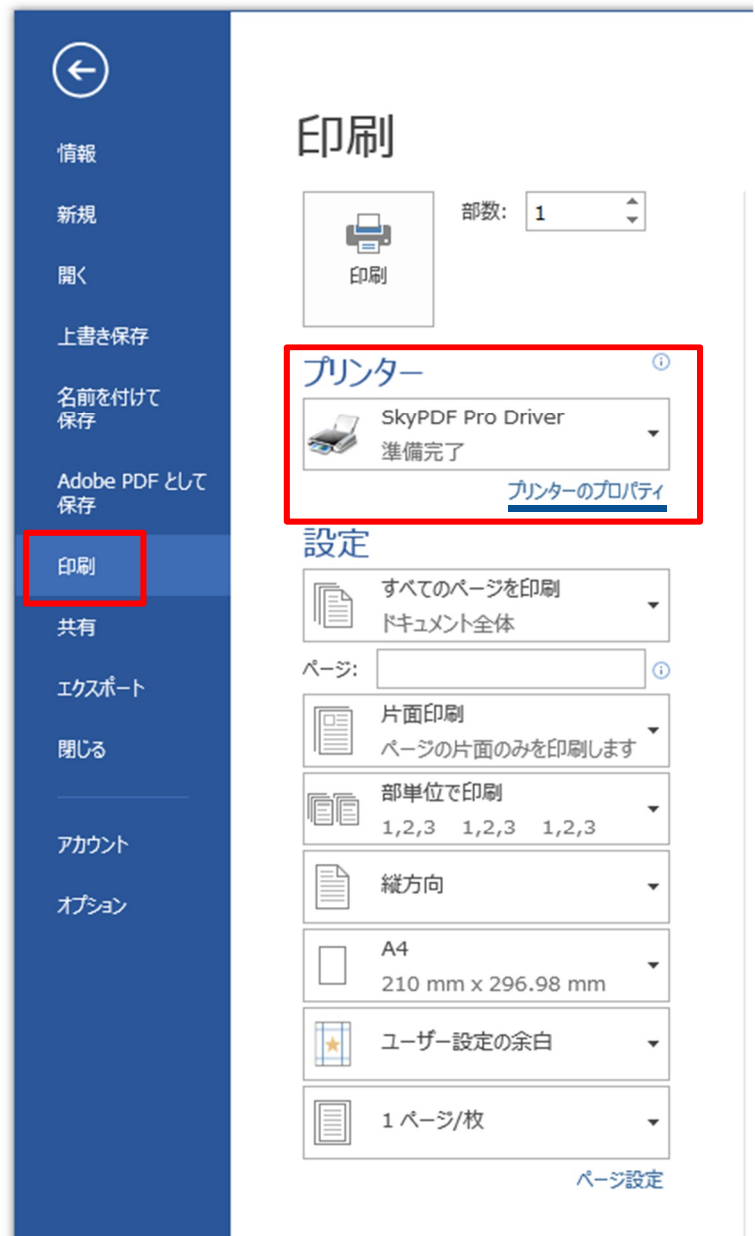 情報
新規
開く
上書き保存
名前を付けて
保存
Adobe PDF として
保存
印刷
共有
エクスポート
閉じる
アカウント
オプション
印刷
印刷
部数: 1
プリンター
SkyPDF Pro Driver
準備完了
プリンターのプロパティ
設定
すべてのページを印刷
ドキュメント全体
ページ:
片面印刷
ページの片面のみを印刷します
部単位で印刷
1,2,3 1,2,3 1,2,3
縦方向
A4
210 mm x 296.98 mm
ユーザー設定の余白
1 ページ/枚
ページ設定